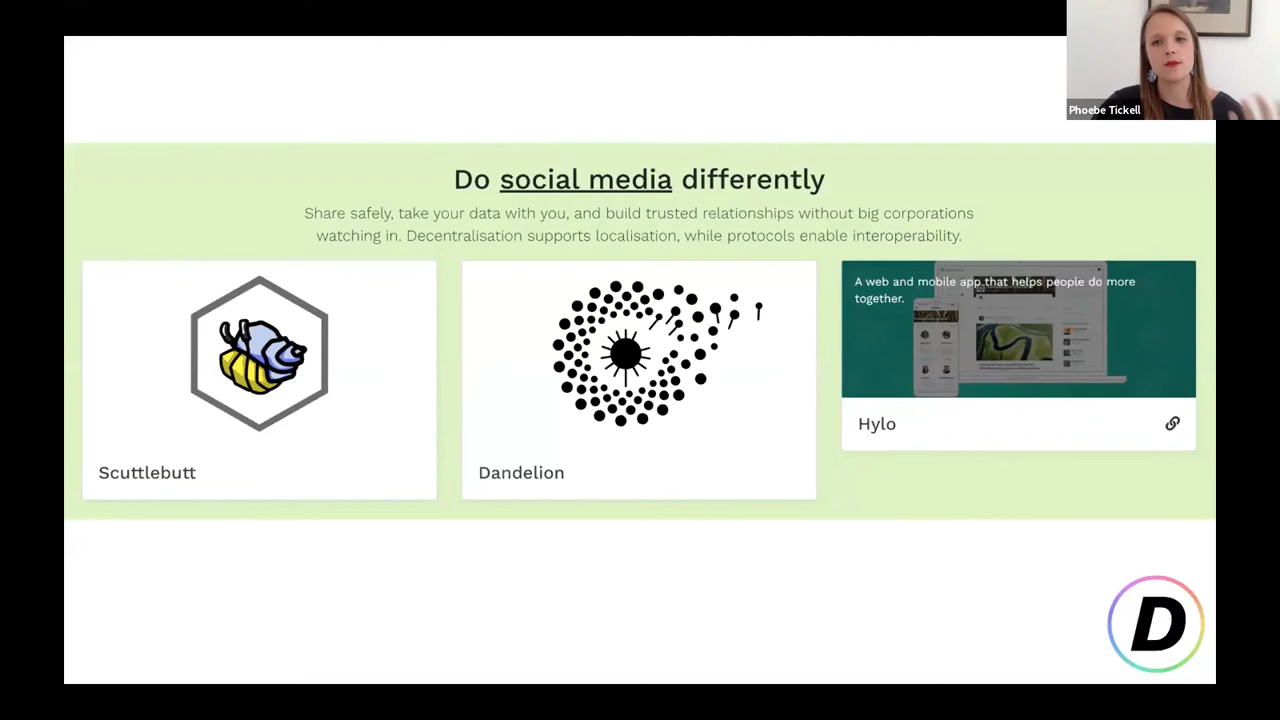 Phoebe Tickell
Do social media differently
Share safely, take your data with you, and build trusted relationships without big corporations
watching in. Decentralisation supports localisation, while protocols enable interoperability.
A web and mobile app that helps people do more
together.
Scuttlebutt
Dandelion
Hylo
D